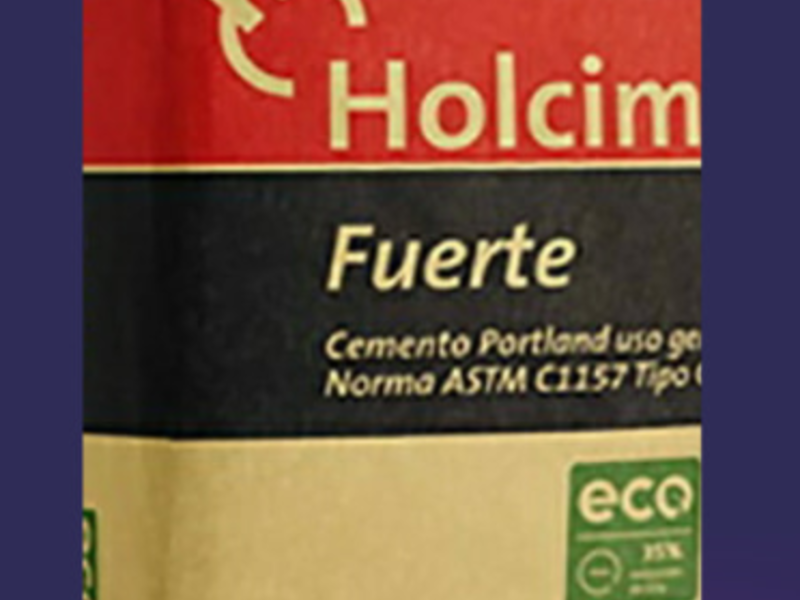 Holcim
Fuerte
Cemento Portland uso
Norma ASTM C1157 Tipo
eco
35%